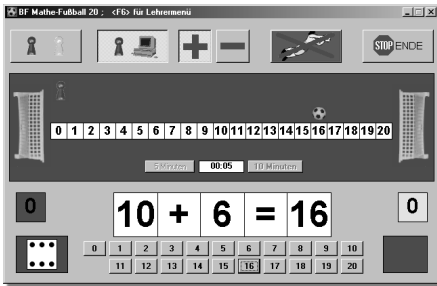 BF Mathe-Fußball 20 ; <F6> für Lehrermenü
STOP ENDE
0 1 2 3 4 5 6 7 8 9 10 11 12 13 14 15 16 17 18 19 20
5 Minuten 00:05 10 Minuten
0 10 + 6 = 16 0
0 1 2 3 4 5 6 7 8 9 10
11 12 13 14 15 16 17 18 19 20